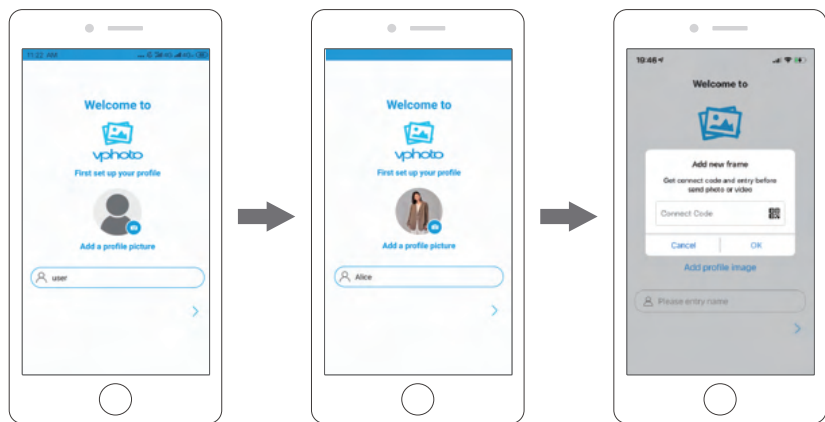 11:22 AM
Welcome to
vphoto
First set up your profile
Add a profile picture
user
Welcome to
vphoto
First set up your profile
Add a profile picture
Alice
19:46
Welcome to
Add new frame
Get connect code and entry before
send photo or video
Connect Code
Cancel OK
Add profile image
Please entry name